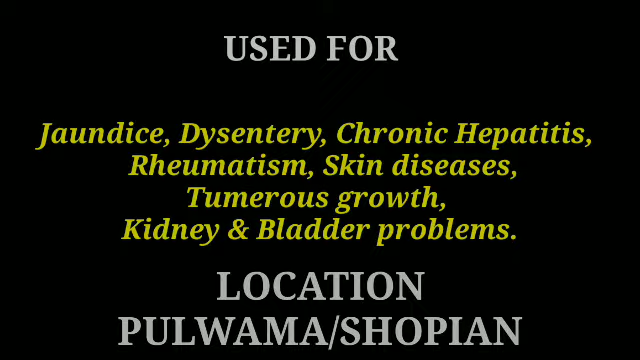 USED FOR
Jaundice, Dysentery, Chronic Hepatitis,
Rheumatism, Skin diseases,
Tumerous growth,
Kidney & Bladder problems.
LOCATION
PULWAMA/SHOPIAN